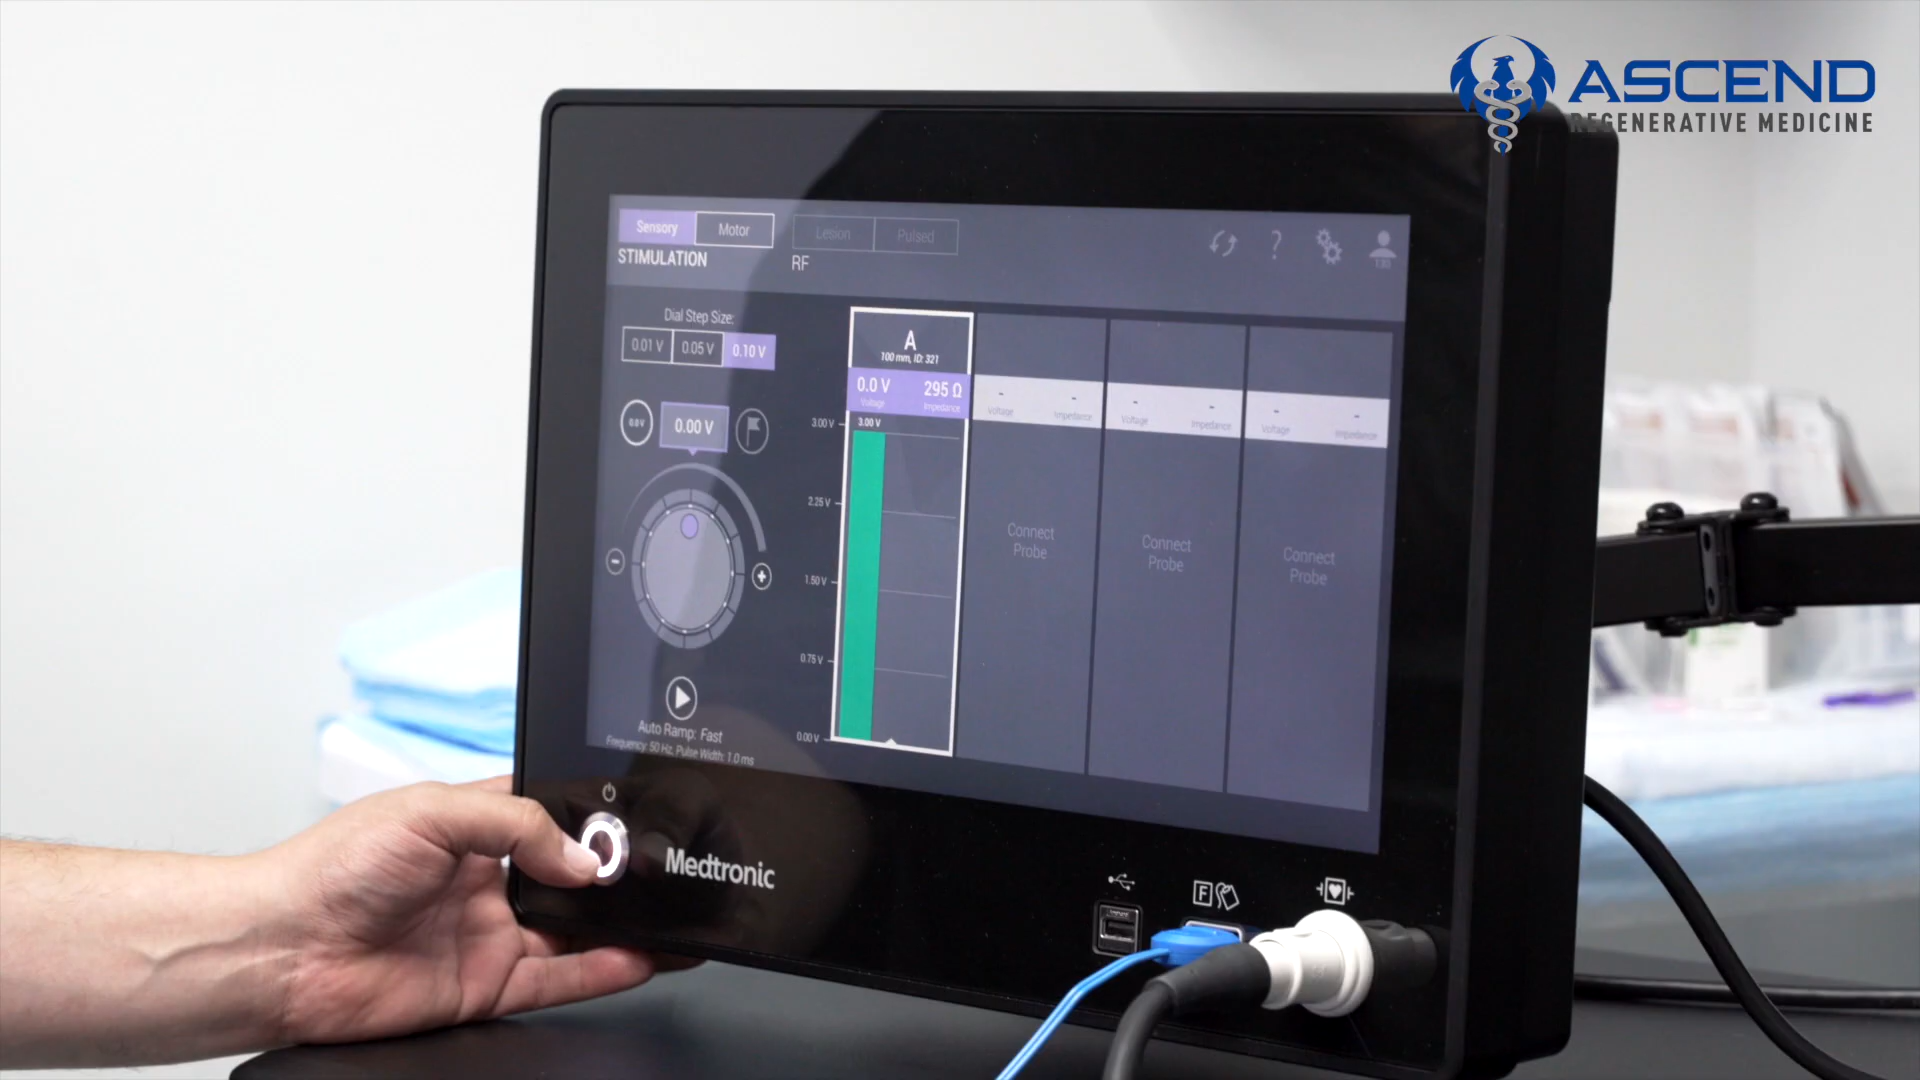 ASCEND
REGENERATIVE MEDICINE
Sensory Motor
STIMULATION
Lesion Pulsed
RF
?
130
Dial Step Size:
0.01 V 0.05 V 0.10 V
0.0 V
0.00 V
-
+
Auto Ramp: Fast
Frequency: 50 Hz, Pulse Width: 1.0 ms
A
100 mm, ID: 321
0.0 V 295 Ω
Voltage Impedance
3.00 V
3.00 V
2.25 V
1.50 V
0.75 V
0.00 V
- -
Voltage Impedance
Connect
Probe
- -
Voltage Impedance
Connect
Probe
- -
Voltage Impedance
Connect
Probe
Medtronic
F